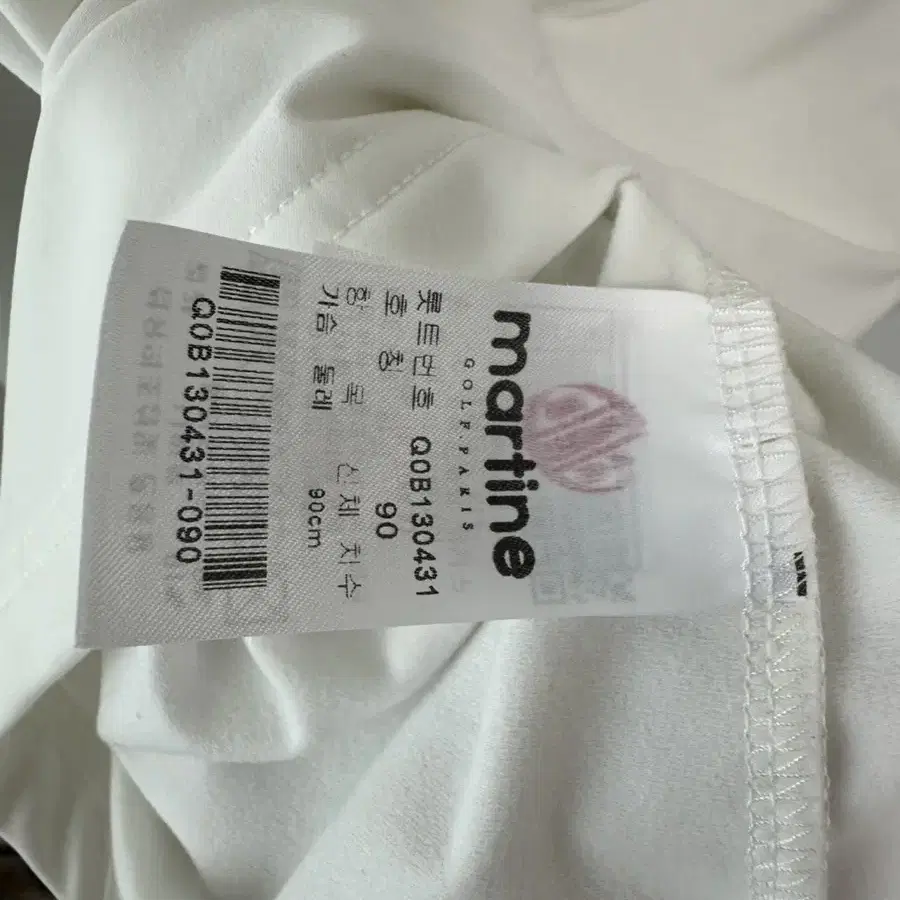 martine
GOLF.PARIS
롯트번호 Q0B130431
호칭 90
항목 신체 치수
가슴 둘레 90cm
Q0B130431-090